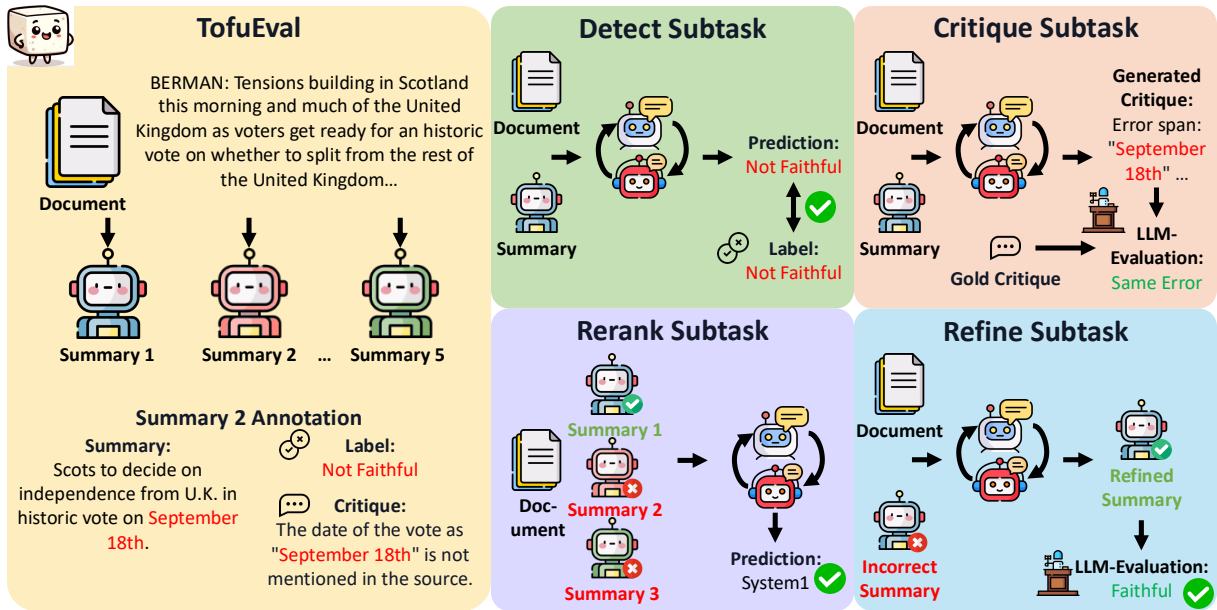 TofuEval
BERMAN: Tensions building in Scotland
this morning and much of the United
Kingdom as voters get ready for an historic
vote on whether to split from the rest of
the United Kingdom...
Document
Summary 1
Summary 2
...
Summary 5
Summary 2 Annotation
Summary:
Scots to decide on
independence from U.K. in
historic vote on September
18th.
Label:
Not Faithful
Critique:
The date of the vote as
"September 18th" is not
mentioned in the source.
Detect Subtask
Document
Summary
Prediction:
Not Faithful
Label:
Not Faithful
Critique Subtask
Document
Summary
Generated
Critique:
Error span:
"September
18th" ...
Gold Critique
LLM-
Evaluation:
Same Error
Rerank Subtask
Doc-
ument
Summary 1
Summary 2
Summary 3
Prediction:
System1
Refine Subtask
Document
Incorrect
Summary
Refined
Summary
LLM-Evaluation:
Faithful